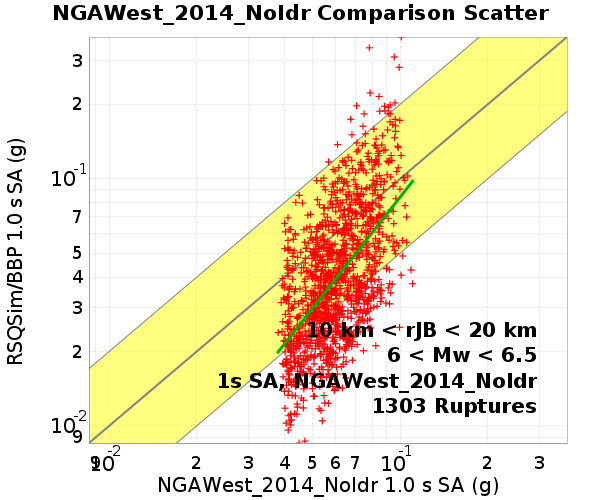 NGAWest_2014_NoIdr Comparison Scatter
RSQSim/BBP 1.0 s SA (g)
3
2
10^-1
7
5
4
3
2
10^-2
9
10 km < rJB < 20 km
6 < Mw < 6.5
1s SA, NGAWest_2014_NoIdr
1303 Ruptures
9 10^-2 2 3 4 5 6 7 10^-1 2 3
NGAWest_2014_NoIdr 1.0 s SA (g)